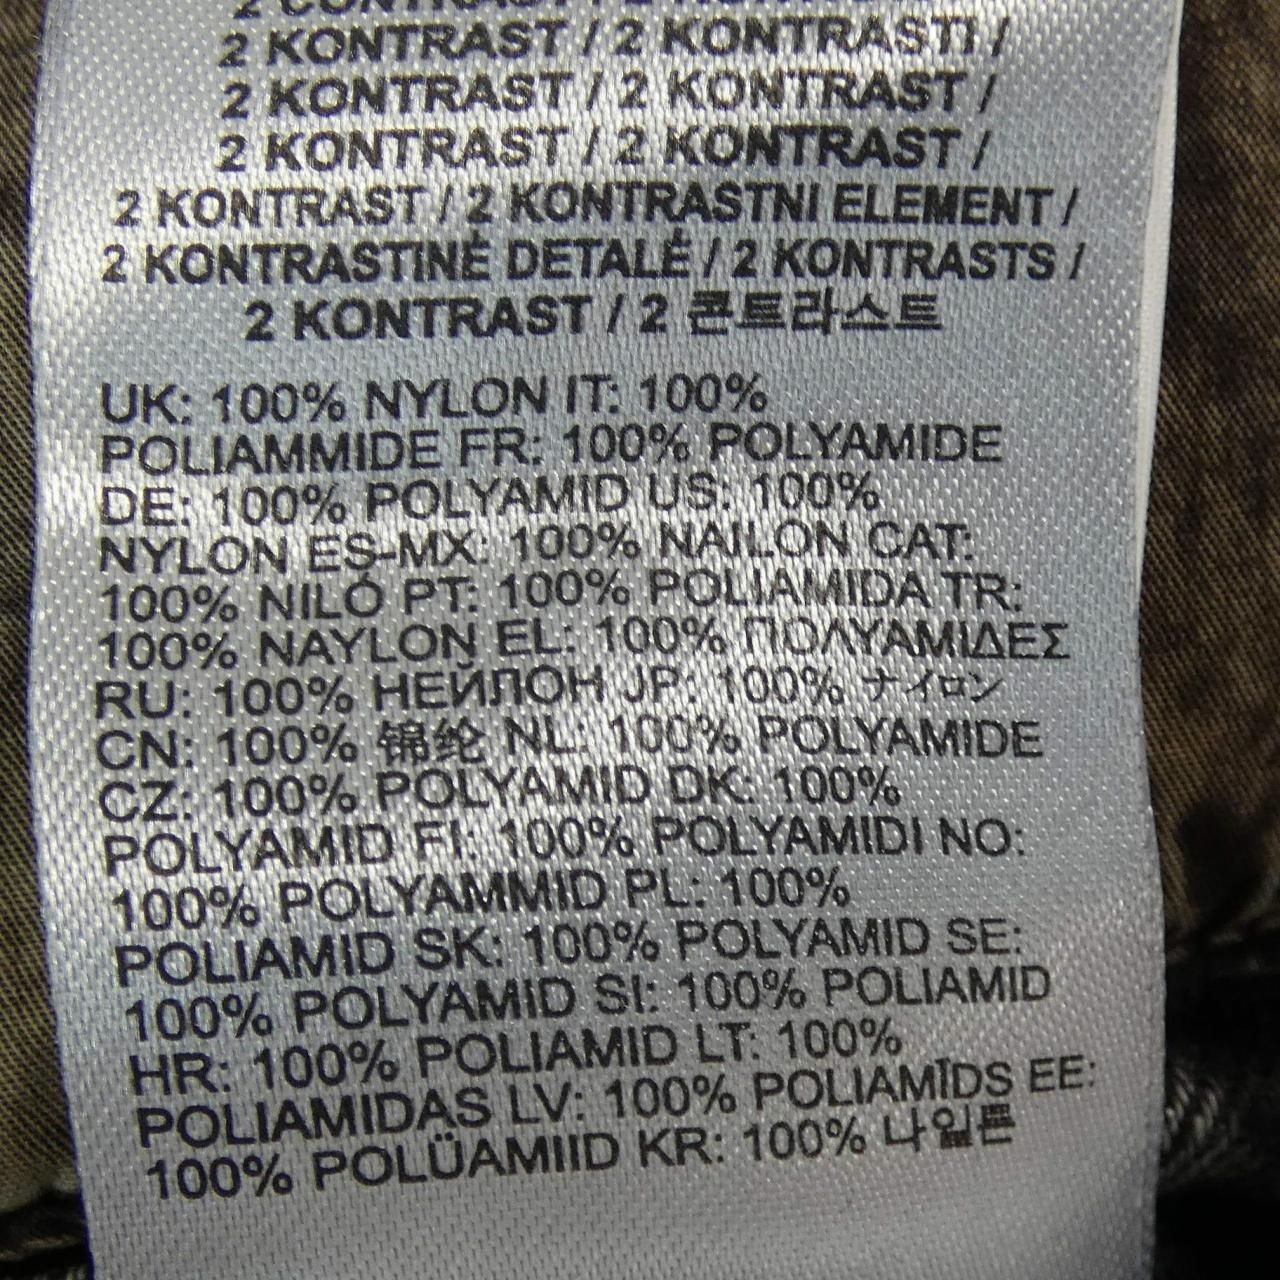 2 KONTRAST / 2 KONTRASTI /
2 KONTRAST / 2 KONTRAST /
2 KONTRAST / 2 KONTRAST /
2 KONTRAST / 2 KONTRASTNI ELEMENT /
2 KONTRASTINĖ DETALĖ / 2 KONTRASTS /
2 KONTRAST / 2 콘트라스트
UK: 100% NYLON IT: 100%
POLIAMMIDE FR: 100% POLYAMIDE
DE: 100% POLYAMID US: 100%
NYLON ES-MX: 100% NAILON CAT:
100% NILÓ PT: 100% POLIAMIDA TR:
100% NAYLON EL: 100% ΠΟΛΥΑΜΙΔΕΣ
RU: 100% НЕЙЛОН JP: 100% ナイロン
CN: 100% 锦纶 NL: 100% POLYAMIDE
CZ: 100% POLYAMID DK: 100%
POLYAMID FI: 100% POLYAMIDI NO:
100% POLYAMMID PL: 100%
POLIAMID SK: 100% POLYAMID SE:
100% POLYAMID SI: 100% POLIAMID
HR: 100% POLIAMID LT: 100%
POLIAMIDAS LV: 100% POLIAMĪDS EE:
100% POLÜAMIID KR: 100% 나일론